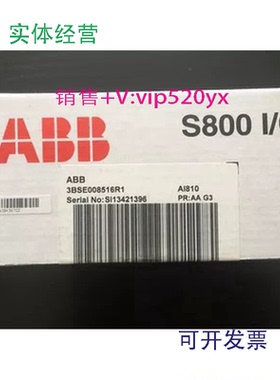 实体经营
销售+V:vip520yx
ABB
S800 I/
ABB
3BSE008516R1
AI810
Serial No:SI13421396
PR:AA G3
可开发票